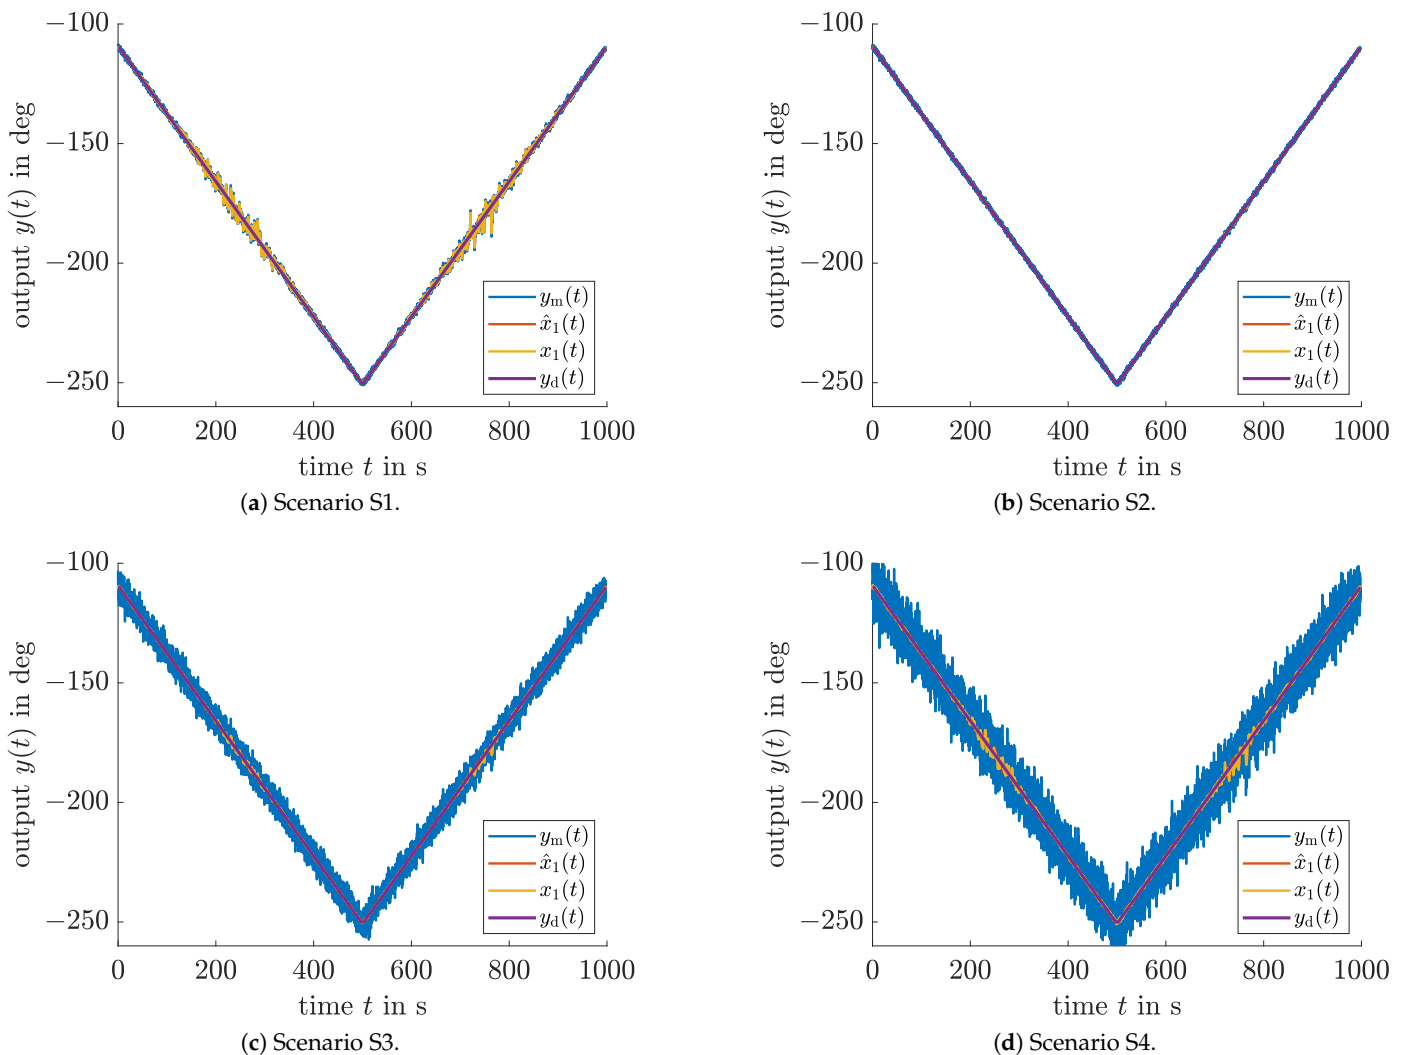 −100
−150
−200
−250
output y(t) in deg
0 200 400 600 800 1000
time t in s
y_m(t)
x̂_1(t)
x_1(t)
y_d(t)
(a) Scenario S1.
−100
−150
−200
−250
output y(t) in deg
0 200 400 600 800 1000
time t in s
y_m(t)
x̂_1(t)
x_1(t)
y_d(t)
(b) Scenario S2.
−100
−150
−200
−250
output y(t) in deg
0 200 400 600 800 1000
time t in s
y_m(t)
x̂_1(t)
x_1(t)
y_d(t)
(c) Scenario S3.
−100
−150
−200
−250
output y(t) in deg
0 200 400 600 800 1000
time t in s
y_m(t)
x̂_1(t)
x_1(t)
y_d(t)
(d) Scenario S4.